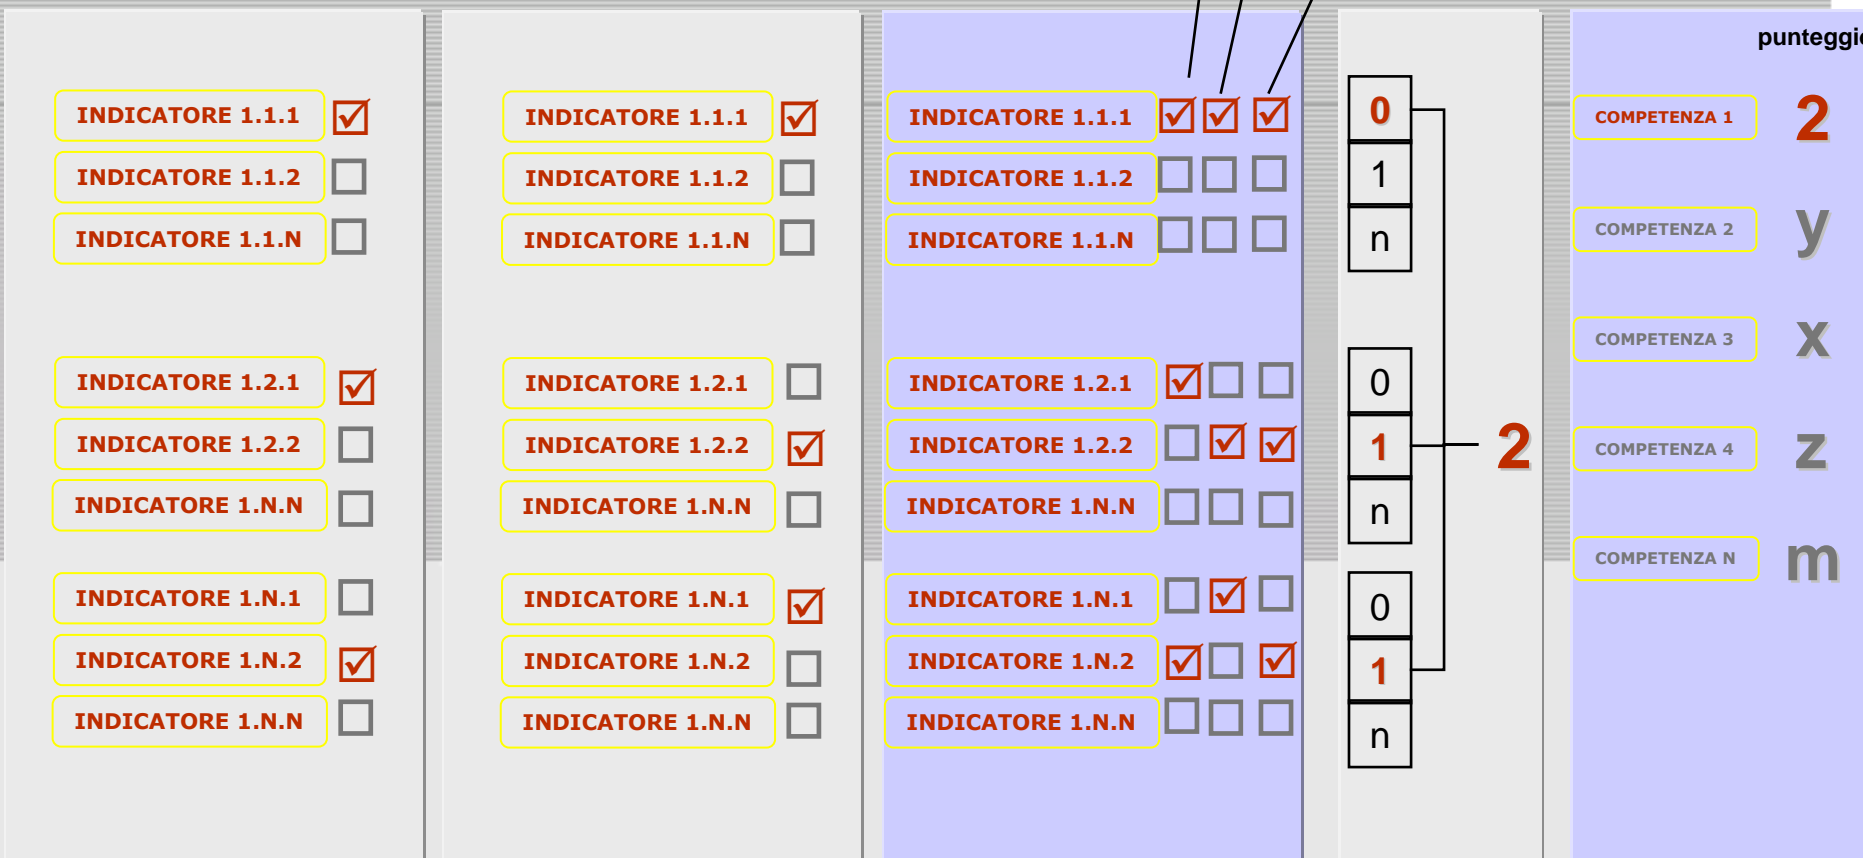 INDICATORE 1.1.1
INDICATORE 1.1.2
INDICATORE 1.1.N
INDICATORE 1.2.1
INDICATORE 1.2.2
INDICATORE 1.N.N
INDICATORE 1.N.1
INDICATORE 1.N.2
INDICATORE 1.N.N
INDICATORE 1.1.1
INDICATORE 1.1.2
INDICATORE 1.1.N
INDICATORE 1.2.1
INDICATORE 1.2.2
INDICATORE 1.N.N
INDICATORE 1.N.1
INDICATORE 1.N.2
INDICATORE 1.N.N
INDICATORE 1.1.1
INDICATORE 1.1.2
INDICATORE 1.1.N
INDICATORE 1.2.1
INDICATORE 1.2.2
INDICATORE 1.N.N
INDICATORE 1.N.1
INDICATORE 1.N.2
INDICATORE 1.N.N
0
1
n
0
1
n
0
1
n
2
punteggio
COMPETENZA 1 2
COMPETENZA 2 y
COMPETENZA 3 x
COMPETENZA 4 z
COMPETENZA N m